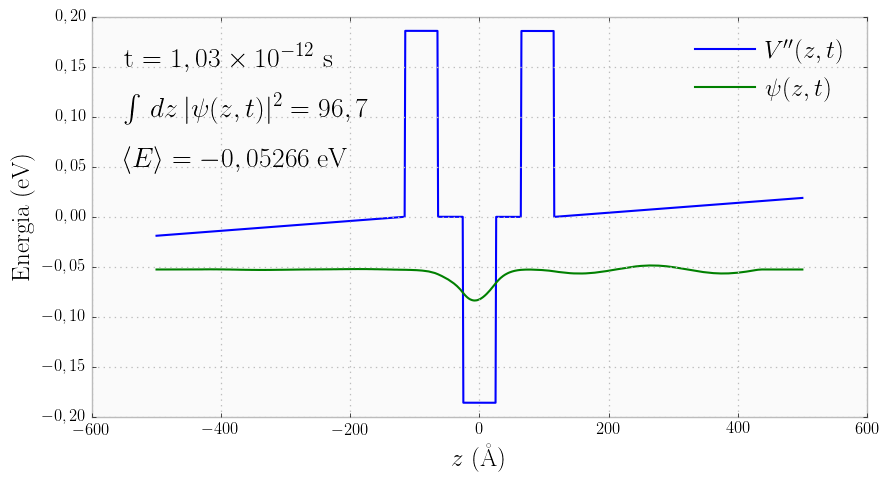 0,20
0,15
0,10
0,05
0,00
−0,05
−0,10
−0,15
−0,20
Energia (eV)
t = 1,03 × 10⁻¹² s
∫ dz |ψ(z, t)|² = 96,7
⟨E⟩ = −0,05266 eV
V′′(z, t)
ψ(z, t)
−600 −400 −200 0 200 400 600
z (Å)